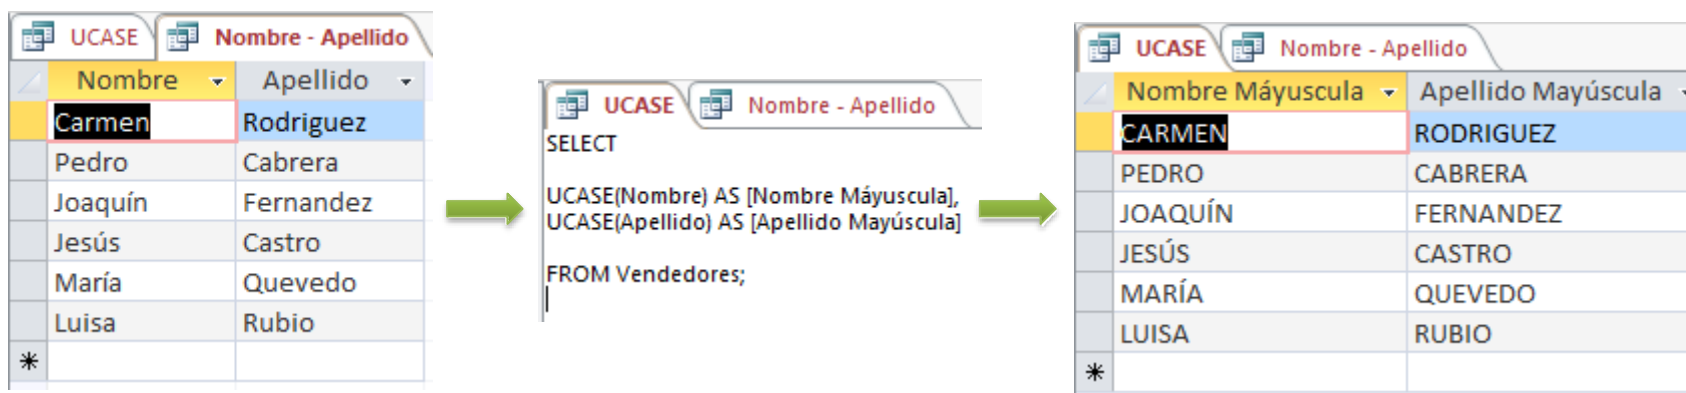 UCASE Nombre - Apellido
Nombre Apellido
Carmen Rodriguez
Pedro Cabrera
Joaquín Fernandez
Jesús Castro
María Quevedo
Luisa Rubio
UCASE Nombre - Apellido
SELECT
UCASE(Nombre) AS [Nombre Máyuscula],
UCASE(Apellido) AS [Apellido Mayúscula]
FROM Vendedores;
UCASE Nombre - Apellido
Nombre Máyuscula Apellido Mayúscula
CARMEN RODRIGUEZ
PEDRO CABRERA
JOAQUÍN FERNANDEZ
JESÚS CASTRO
MARÍA QUEVEDO
LUISA RUBIO